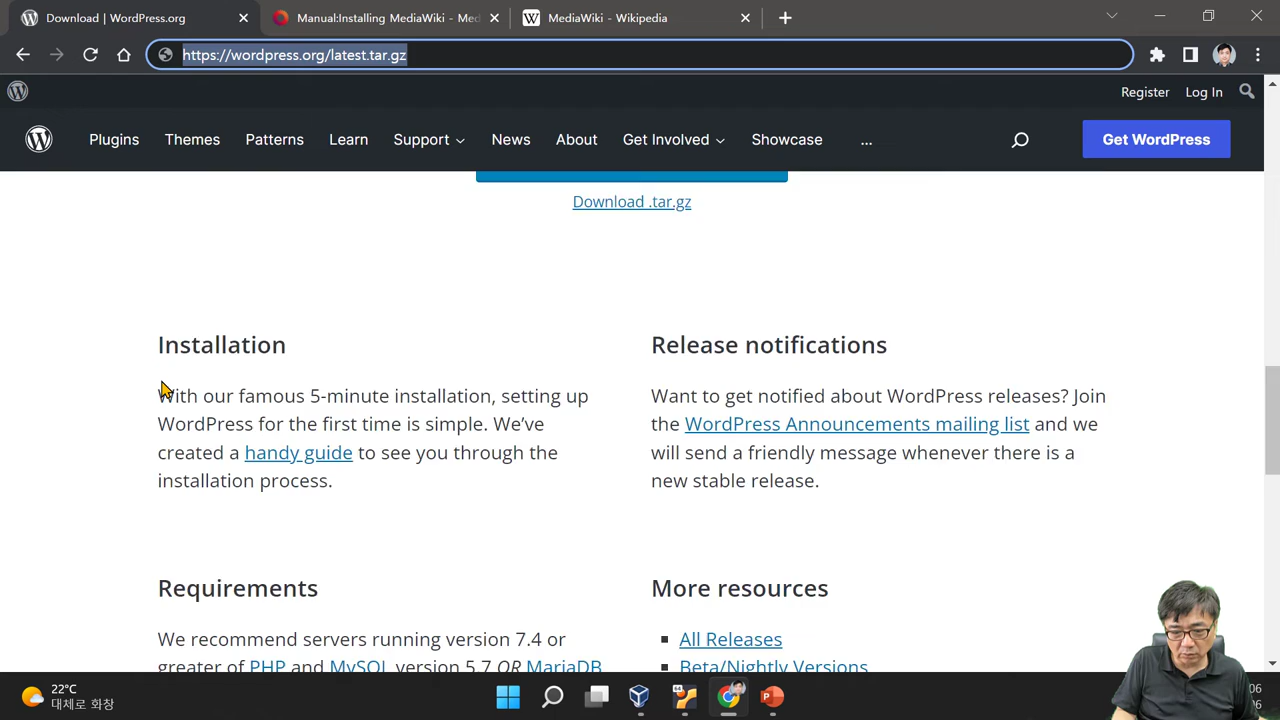 Download | WordPress.org
Manual:Installing MediaWiki - Med
MediaWiki - Wikipedia
https://wordpress.org/latest.tar.gz
Register
Log In
Plugins
Themes
Patterns
Learn
Support
News
About
Get Involved
Showcase
...
Get WordPress
Download .tar.gz
Installation
With our famous 5-minute installation, setting up
WordPress for the first time is simple. We’ve
created a handy guide to see you through the
installation process.
Release notifications
Want to get notified about WordPress releases? Join
the WordPress Announcements mailing list and we
will send a friendly message whenever there is a
new stable release.
Requirements
We recommend servers running version 7.4 or
greater of PHP and MySQL version 5.7 OR MariaDB
More resources
All Releases
Beta/Nightly Versions
22°C
대체로 화창